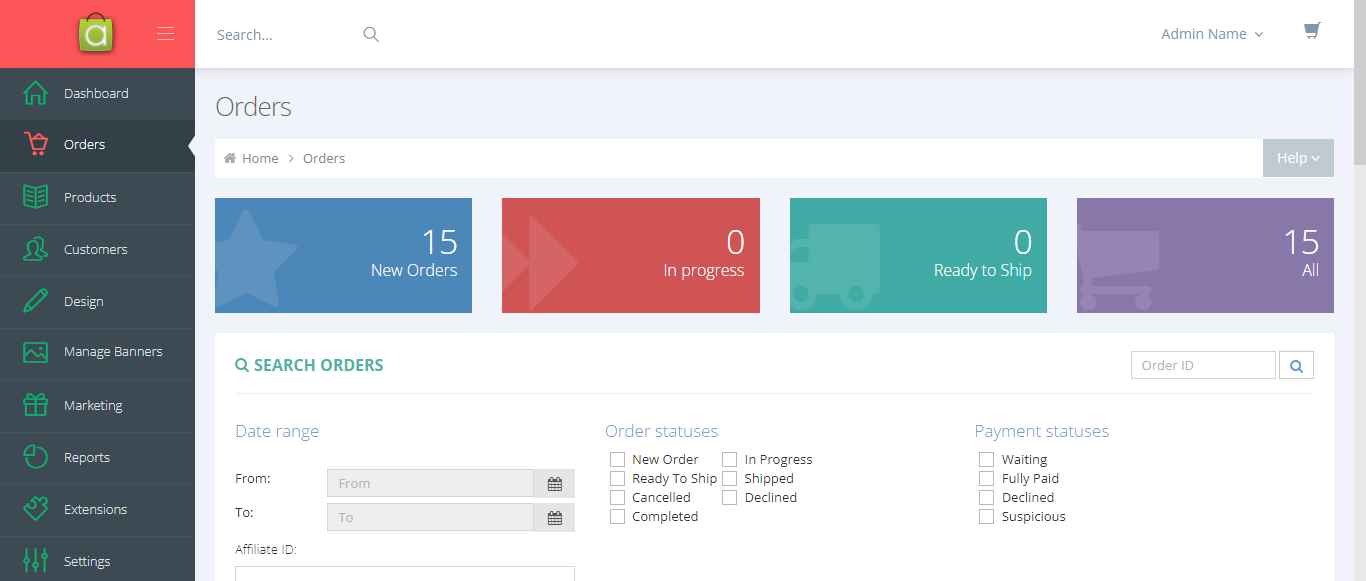 a
Search...
Admin Name
Dashboard
Orders
Products
Customers
Design
Manage Banners
Marketing
Reports
Extensions
Settings
Orders
Home > Orders
Help
15
New Orders
0
In progress
0
Ready to Ship
15
All
SEARCH ORDERS
Order ID
Date range
From: From
To: To
Affiliate ID:
Order statuses
New Order In Progress
Ready To Ship Shipped
Cancelled Declined
Completed
Payment statuses
Waiting
Fully Paid
Declined
Suspicious